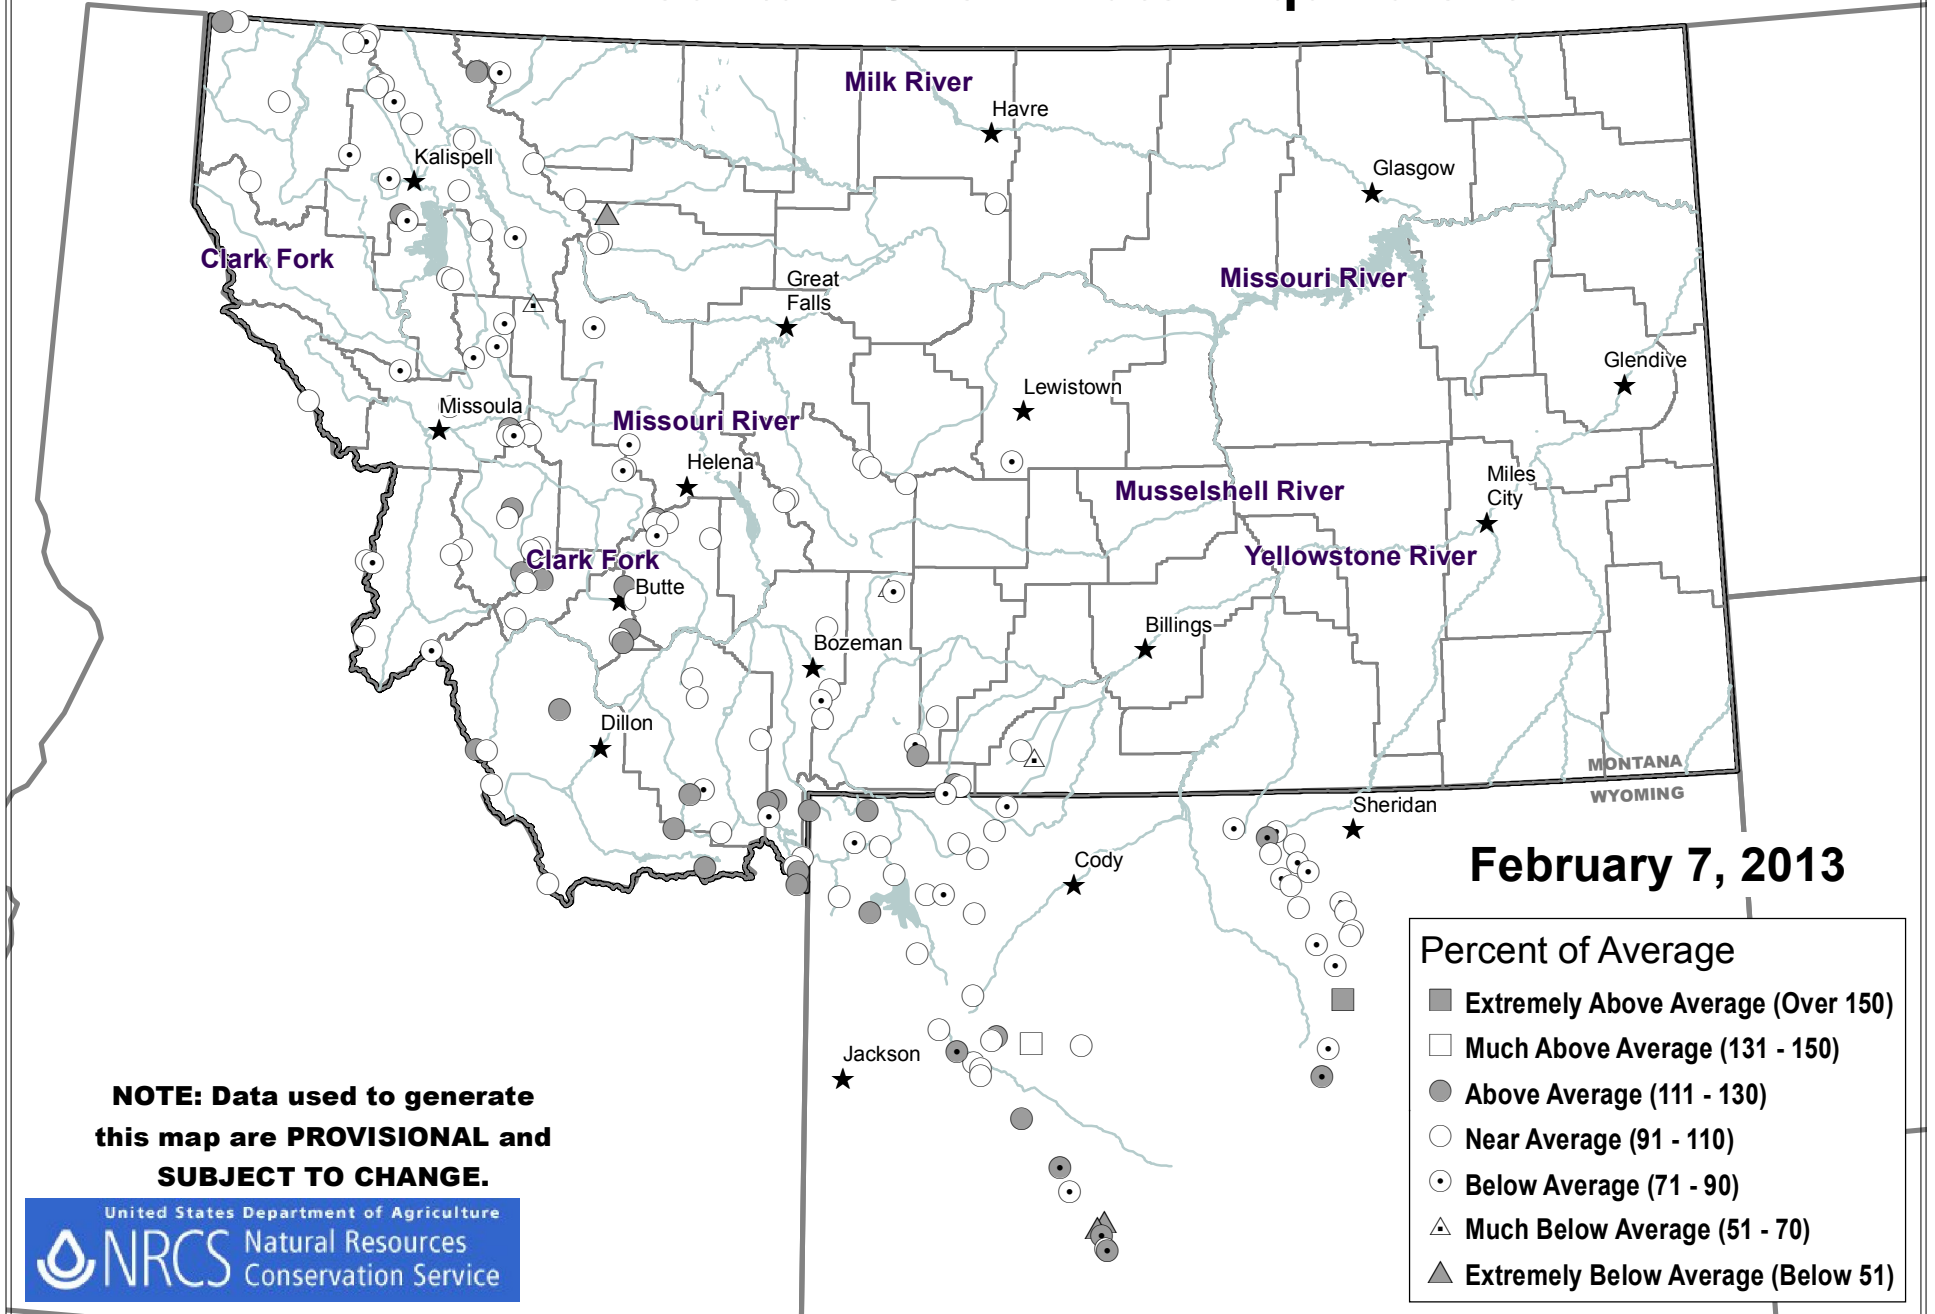 Milk River
Havre
Kalispell
Glasgow
Clark Fork
Great
Falls
Missouri River
Glendive
Lewistown
Missoula
Missouri River
Helena
Miles
City
Musselshell River
Clark Fork
Yellowstone River
Butte
Billings
Bozeman
Dillon
MONTANA
WYOMING
Sheridan
Cody
February 7, 2013
Jackson
Percent of Average
Extremely Above Average (Over 150)
Much Above Average (131 - 150)
Above Average (111 - 130)
Near Average (91 - 110)
Below Average (71 - 90)
Much Below Average (51 - 70)
Extremely Below Average (Below 51)
NOTE: Data used to generate
this map are PROVISIONAL and
SUBJECT TO CHANGE.
United States Department of Agriculture
NRCS
Natural Resources
Conservation Service